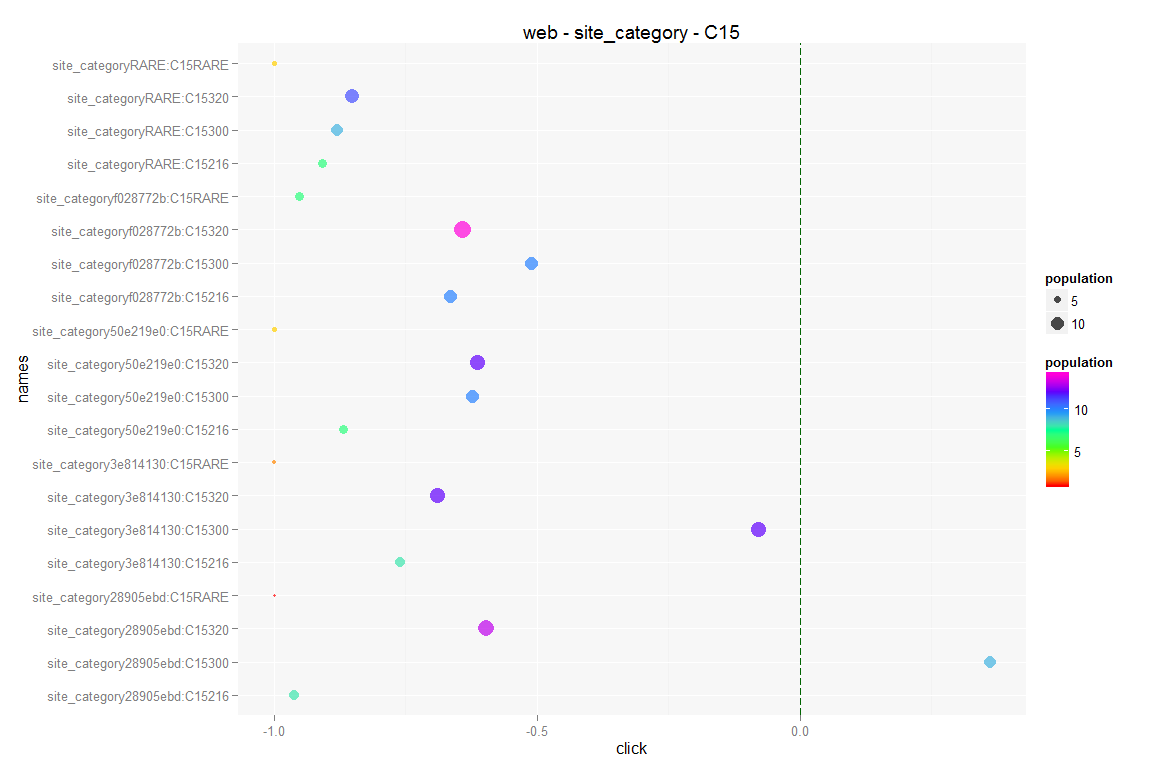 web - site_category - C15
names
site_categoryRARE:C15RARE
site_categoryRARE:C15320
site_categoryRARE:C15300
site_categoryRARE:C15216
site_categoryf028772b:C15RARE
site_categoryf028772b:C15320
site_categoryf028772b:C15300
site_categoryf028772b:C15216
site_category50e219e0:C15RARE
site_category50e219e0:C15320
site_category50e219e0:C15300
site_category50e219e0:C15216
site_category3e814130:C15RARE
site_category3e814130:C15320
site_category3e814130:C15300
site_category3e814130:C15216
site_category28905ebd:C15RARE
site_category28905ebd:C15320
site_category28905ebd:C15300
site_category28905ebd:C15216
-1.0 -0.5 0.0
click
population
5
10
population
10
5